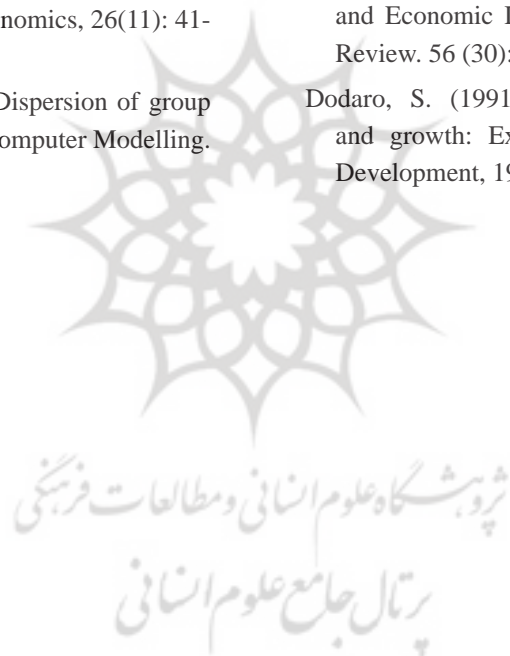 nomics, 26(11): 41-
Dispersion of group
omputer Modelling.
and Economic
Review. 56 (30):
Dodaro, S. (1991
and growth: Ex
Development, 19
پژوهشگاه علوم انسانی و مطالعات فرهنگی
پرتال جامع علوم انسانی